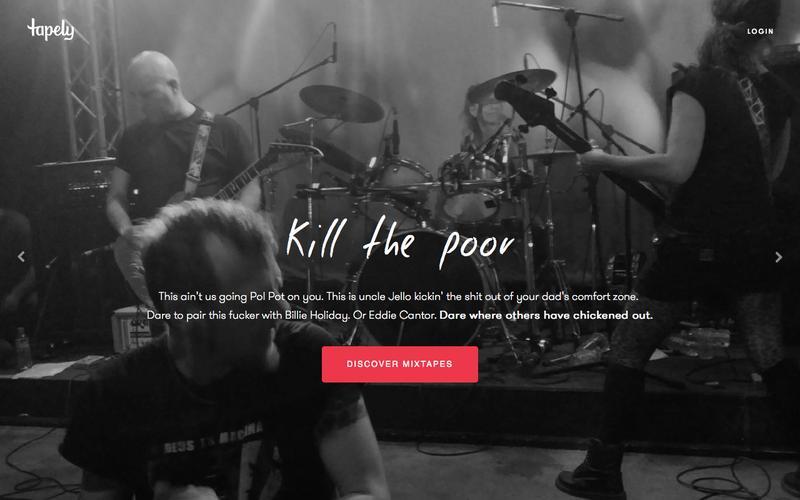 tapely
LOGIN
Kill the poor
This ain't us going Pol Pot on you. This is uncle Jello kickin' the shit out of your dad's comfort zone.
Dare to pair this fucker with Billie Holiday. Or Eddie Cantor. Dare where others have chickened out.
DISCOVER MIXTAPES